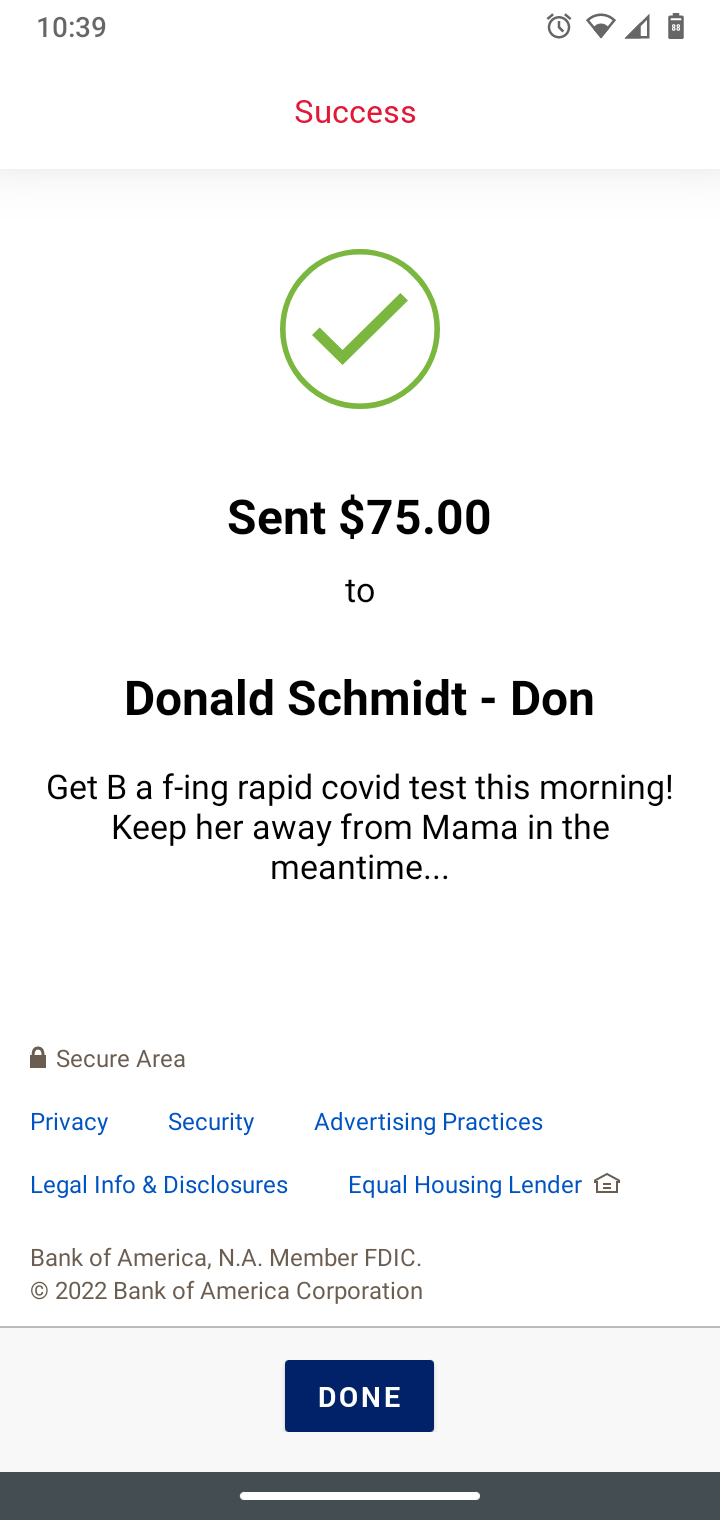 10:39
88
Success
Sent $75.00
to
Donald Schmidt - Don
Get B a f-ing rapid covid test this morning!
Keep her away from Mama in the
meantime...
Secure Area
Privacy Security Advertising Practices
Legal Info & Disclosures Equal Housing Lender
Bank of America, N.A. Member FDIC.
© 2022 Bank of America Corporation
DONE